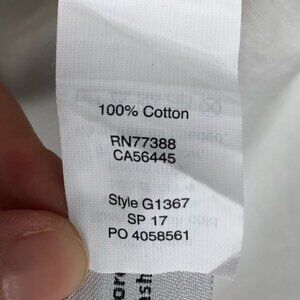 100% Cotton
RN77388
CA56445
Style G1367
SP 17
PO 4058561